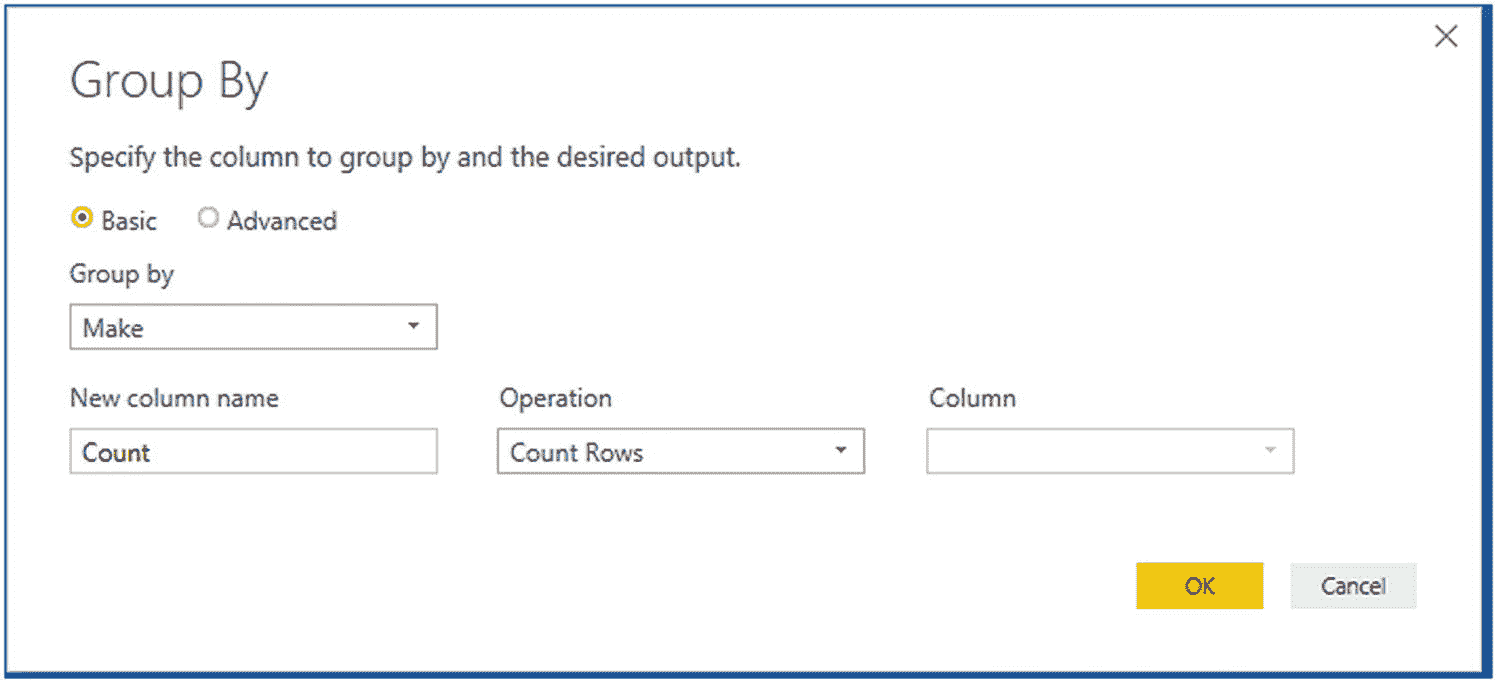 Group By
Specify the column to group by and the desired output.
Basic Advanced
Group by
Make
New column name Operation Column
Count Count Rows
OK Cancel